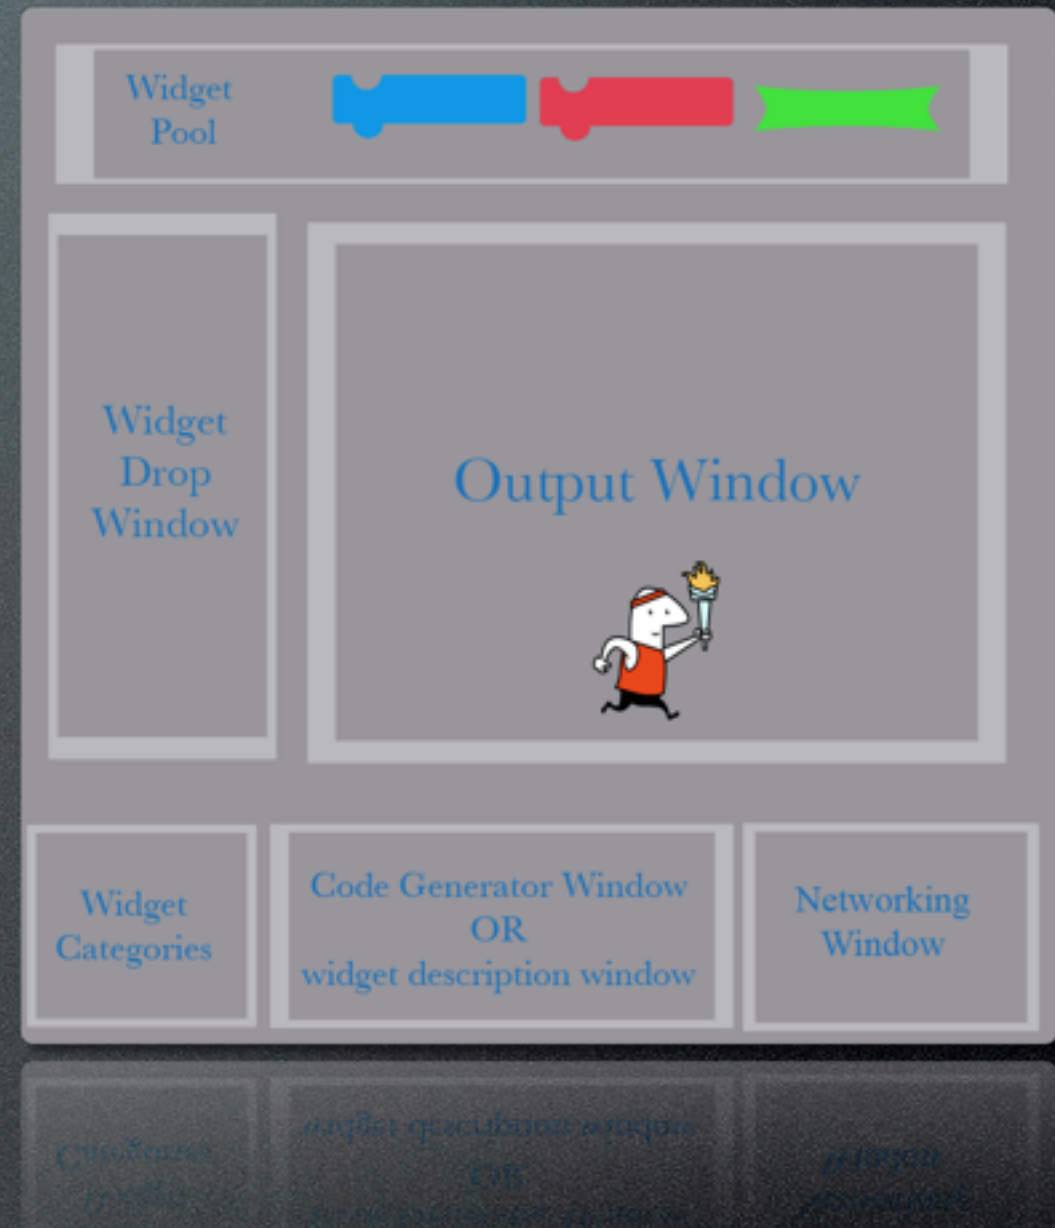 Widget
Pool
Widget
Drop
Window
Output Window
Widget
Categories
Code Generator Window
OR
widget description window
Networking
Window